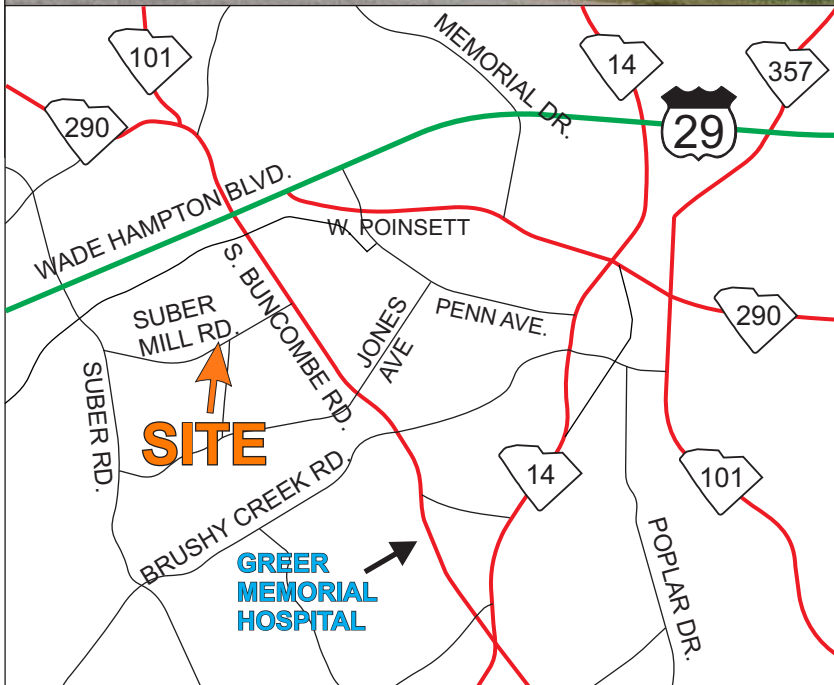 101
MEMORIAL DR.
14
357
290
29
WADE HAMPTON BLVD.
W. POINSETT
SUBER
MILL RD.
S. BUNCOMBE RD.
JONES
AVE
PENN AVE.
290
SUBER RD.
SITE
14
101
BRUSHY CREEK RD.
GREER
MEMORIAL
HOSPITAL
POPLAR DR.